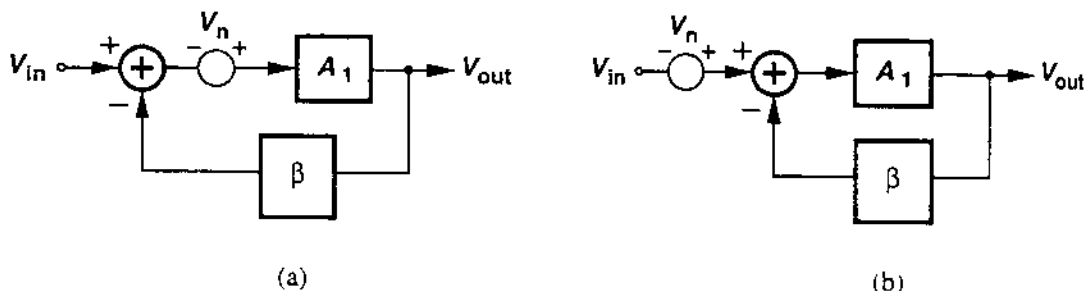 V_n
V_in + + - + A_1 V_out
-
β
(a)
V_n
V_in - + + + A_1 V_out
-
β
(b)